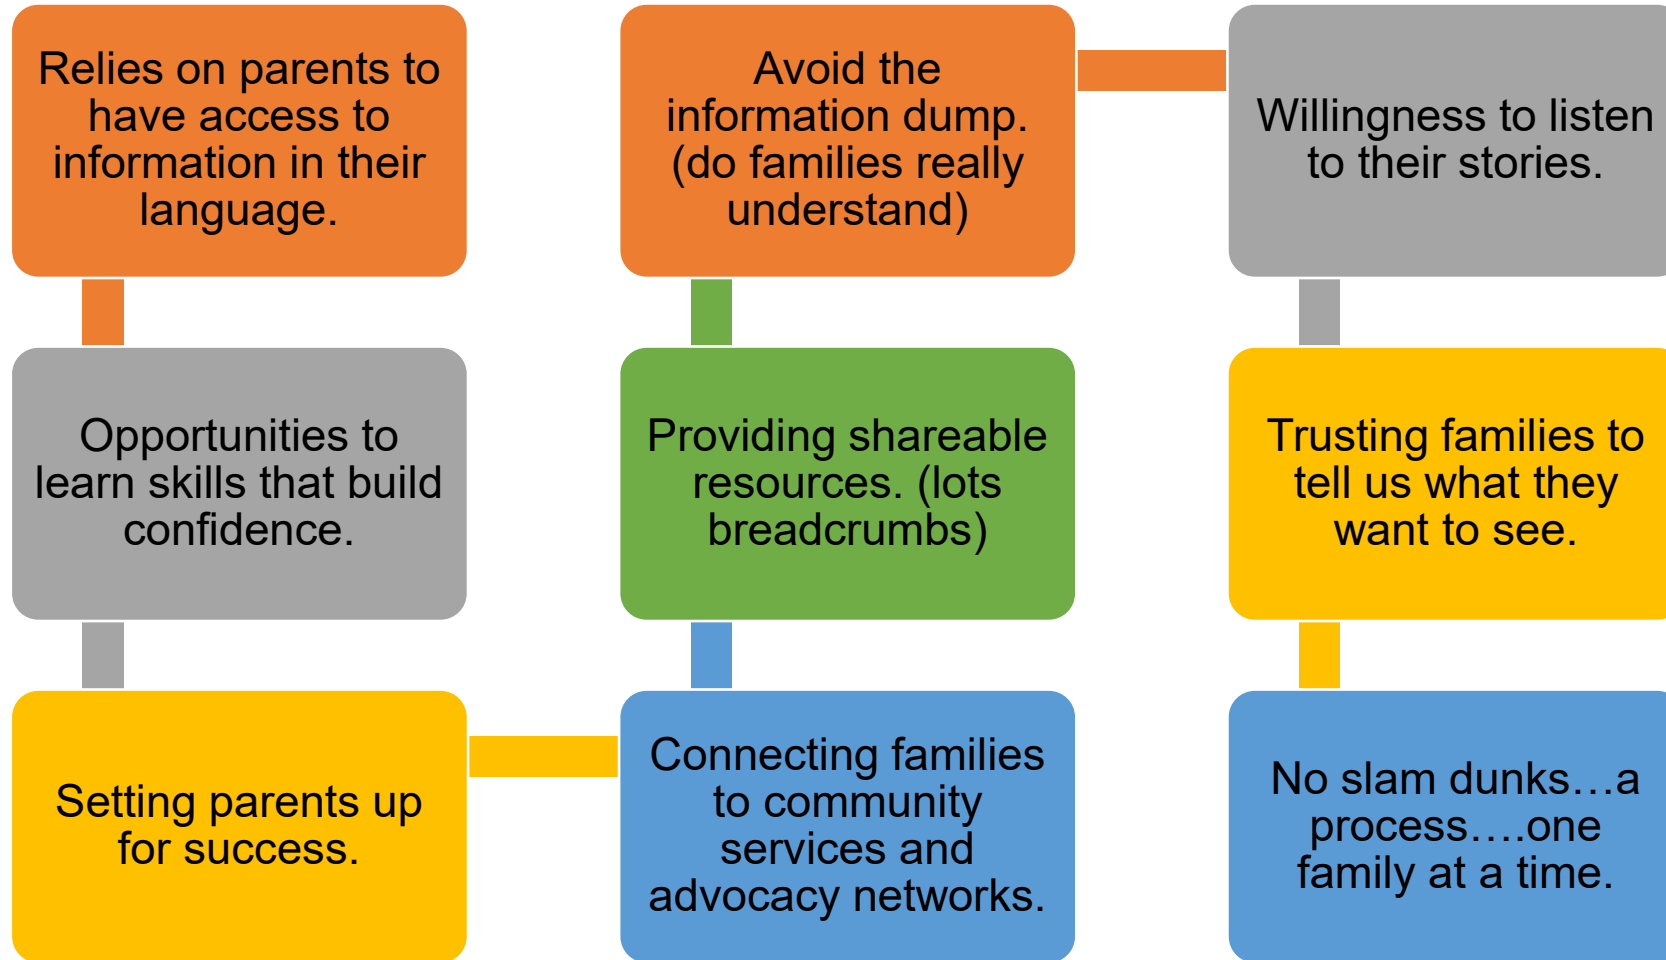 Relies on parents to
have access to
information in their
language.
Opportunities to
learn skills that build
confidence.
Setting parents up
for success.
Connecting families
to community
services and
advocacy networks.
Providing shareable
resources. (lots
breadcrumbs)
Avoid the
information dump.
(do families really
understand)
Willingness to listen
to their stories.
Trusting families to
tell us what they
want to see.
No slam dunks…a
process….one
family at a time.